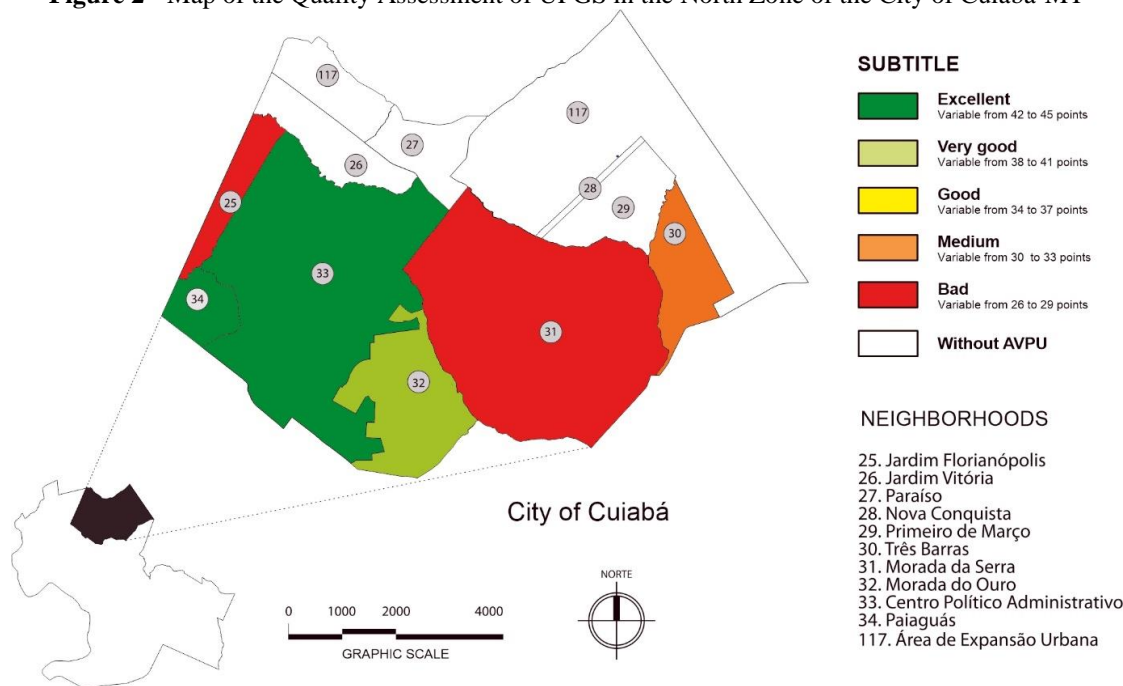 Figure 2 - Map of the Quality Assessment of UPGS in the North Zone of the City of Cuiabá-MT
117
117
27
26
28
25
29
30
33
34
31
32
SUBTITLE
Excellent
Variable from 42 to 45 points
Very good
Variable from 38 to 41 points
Good
Variable from 34 to 37 points
Medium
Variable from 30 to 33 points
Bad
Variable from 26 to 29 points
Without AVPU
NEIGHBORHOODS
25. Jardim Florianópolis
26. Jardim Vitória
27. Paraíso
28. Nova Conquista
29. Primeiro de Março
30. Três Barras
31. Morada da Serra
32. Morada do Ouro
33. Centro Político Administrativo
34. Paiaguás
117. Área de Expansão Urbana
City of Cuiabá
NORTE
0 1000 2000 4000
GRAPHIC SCALE